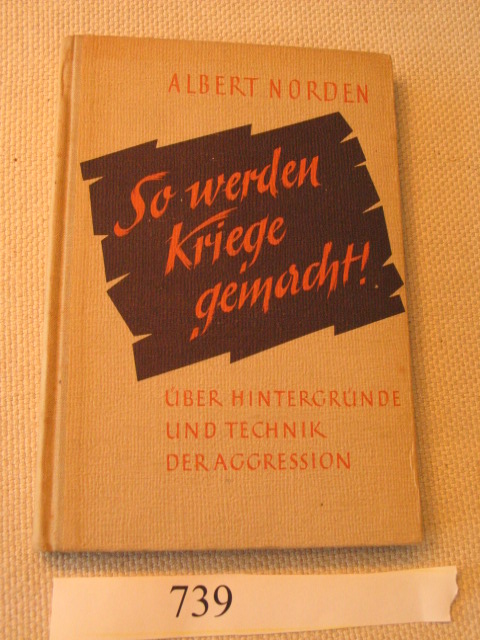 ALBERT NORDEN
So werden
Kriege
gemacht!
ÜBER HINTERGRÜNDE
UND TECHNIK
DER AGGRESSION
739